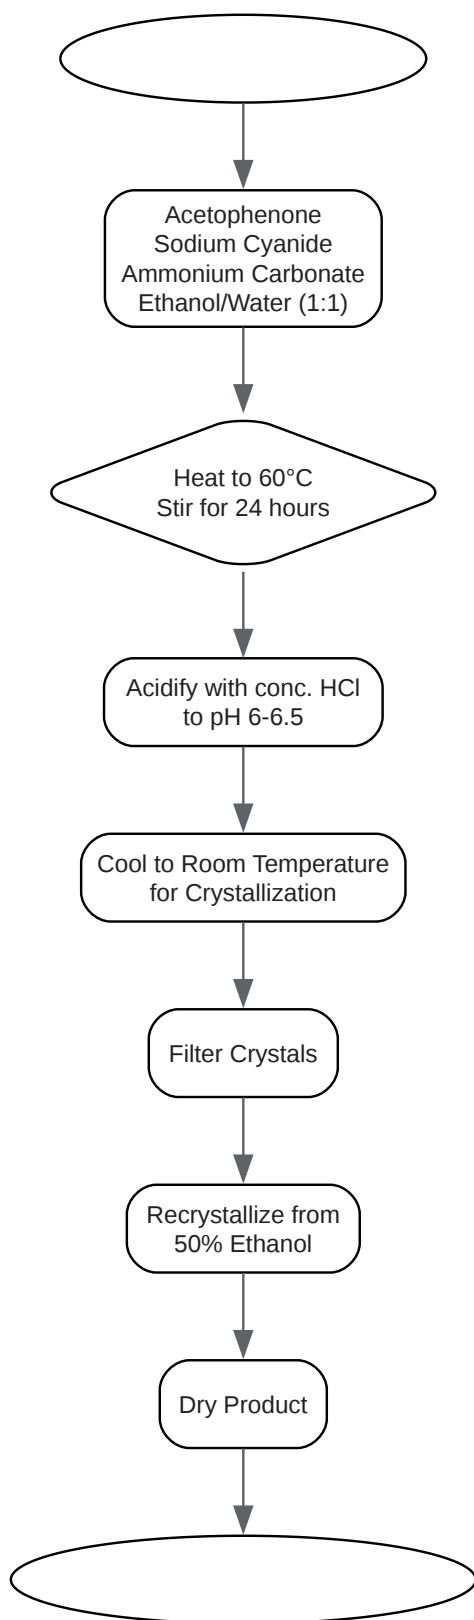 Acetophenone
Sodium Cyanide
Ammonium Carbonate
Ethanol/Water (1:1)
Heat to 60°C
Stir for 24 hours
Acidify with conc. HCl
to pH 6-6.5
Cool to Room Temperature
for Crystallization
Filter Crystals
Recrystallize from
50% Ethanol
Dry Product